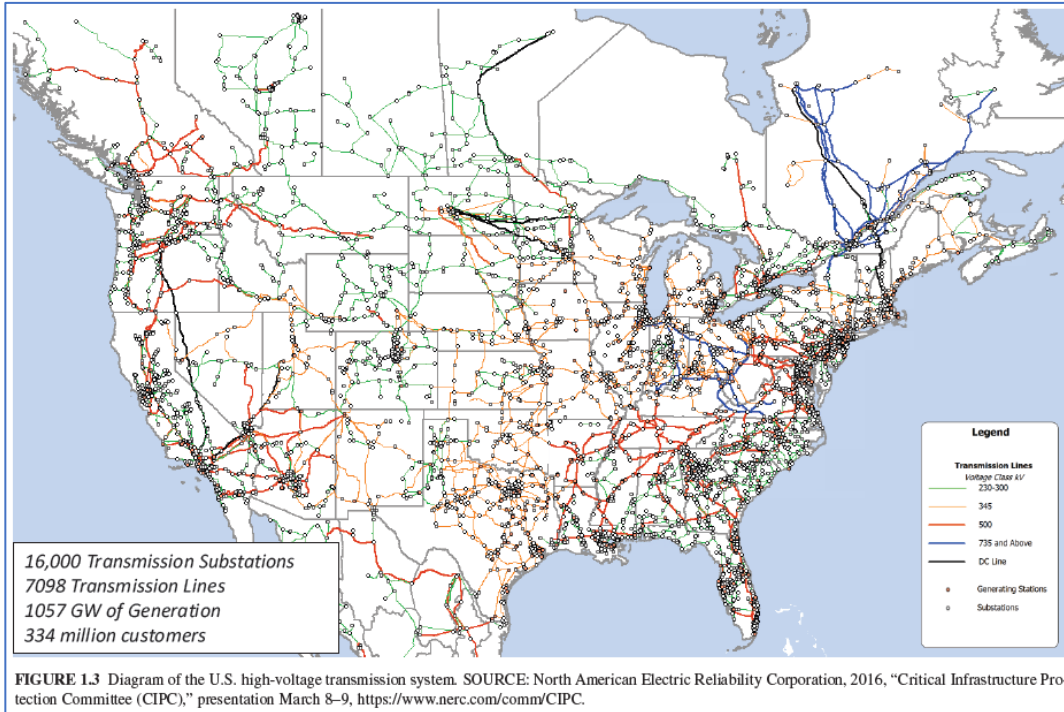 Legend
Transmission Lines
Voltage Class kV
230-300
345
500
735 and Above
DC Line
Generating Stations
Substations
16,000 Transmission Substations
7098 Transmission Lines
1057 GW of Generation
334 million customers
FIGURE 1.3 Diagram of the U.S. high-voltage transmission system. SOURCE: North American Electric Reliability Corporation, 2016, “Critical Infrastructure Pro-
tection Committee (CIPC),” presentation March 8–9, https://www.nerc.com/comm/CIPC.